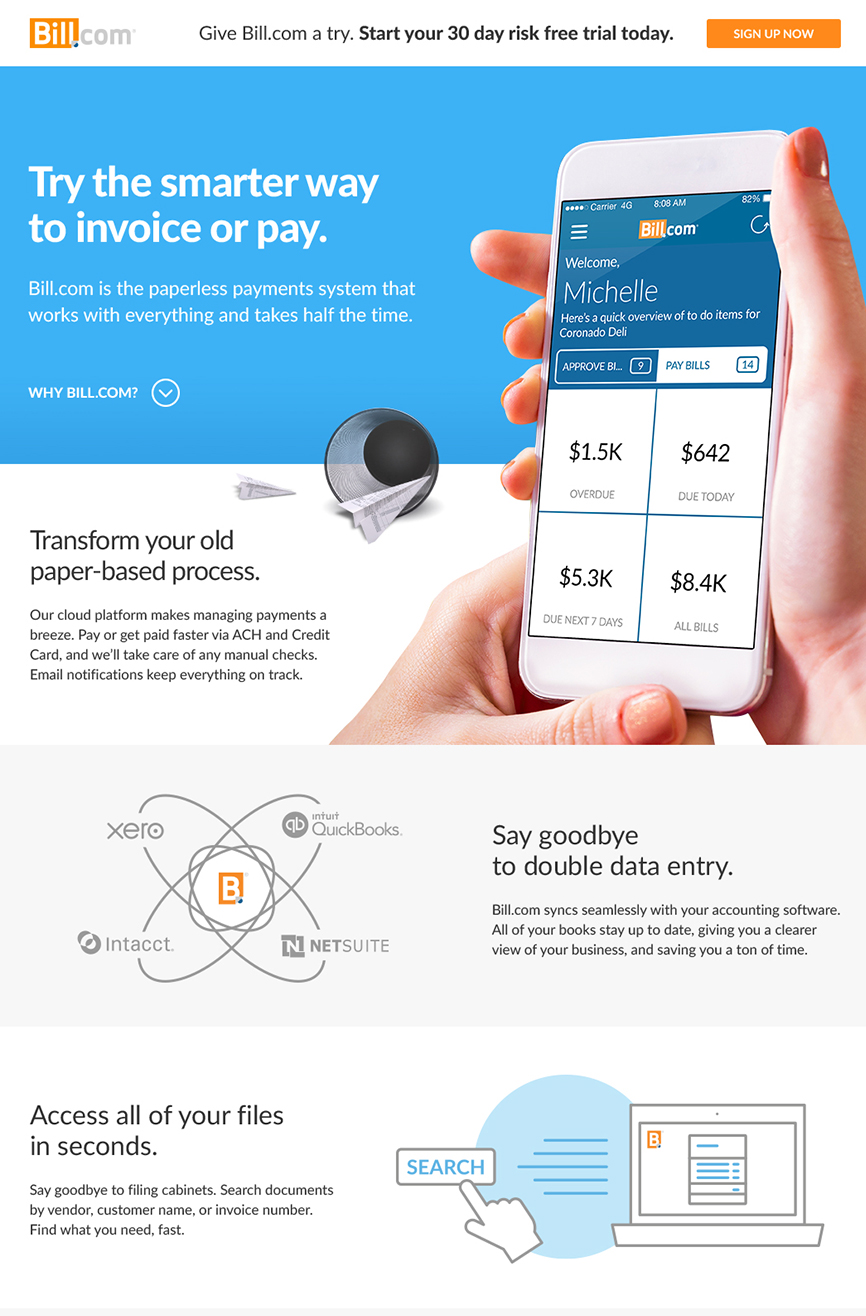 Bill.com
Give Bill.com a try. Start your 30 day risk free trial today.
SIGN UP NOW
Try the smarter way
to invoice or pay.
Bill.com is the paperless payments system that
works with everything and takes half the time.
WHY BILL.COM?
Carrier 4G 8:08 AM 82%
Bill.com
Welcome,
Michelle
Here's a quick overview of to do items for
Coronado Deli
APPROVE BI... 9 PAY BILLS 14
$1.5K
OVERDUE
$642
DUE TODAY
$5.3K
DUE NEXT 7 DAYS
$8.4K
ALL BILLS
Transform your old
paper-based process.
Our cloud platform makes managing payments a
breeze. Pay or get paid faster via ACH and Credit
Card, and we'll take care of any manual checks.
Email notifications keep everything on track.
xero
intuit
qb QuickBooks.
B.
Intacct.
N NETSUITE
Say goodbye
to double data entry.
Bill.com syncs seamlessly with your accounting software.
All of your books stay up to date, giving you a clearer
view of your business, and saving you a ton of time.
Access all of your files
in seconds.
Say goodbye to filing cabinets. Search documents
by vendor, customer name, or invoice number.
Find what you need, fast.
SEARCH
B.